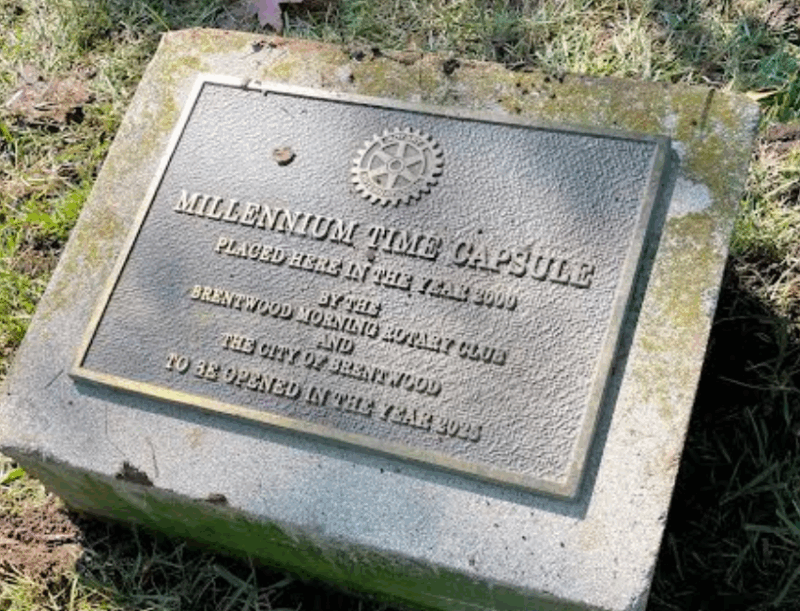 MILLENNIUM TIME CAPSULE
PLACED HERE IN THE YEAR 2000
BY THE
BRENTWOOD MORNING ROTARY CLUB
AND
THE CITY OF BRENTWOOD
TO BE OPENED IN THE YEAR 2025